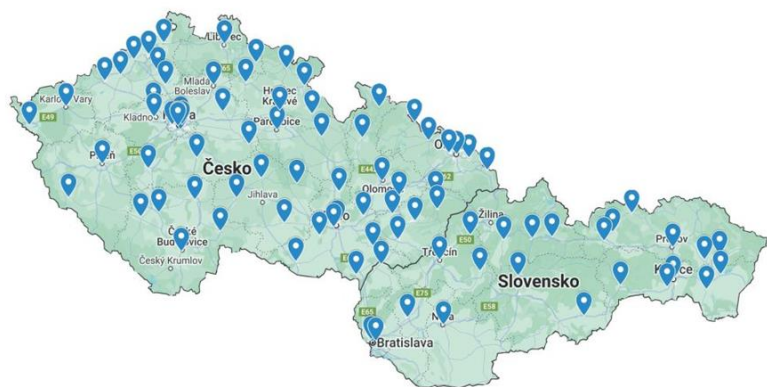 Liberec
E65
Mladá
Boleslav
Karlovy Vary
E49
Kladno
Hradec
Králové
Pardubice
Plzeň
E50
Česko
E442
Olomouc
Jihlava
České
Budějovice
Český Krumlov
Žilina
E50
Trenčín
Prešov
Košice
Slovensko
E75
E58
Nitra
E65
Bratislava